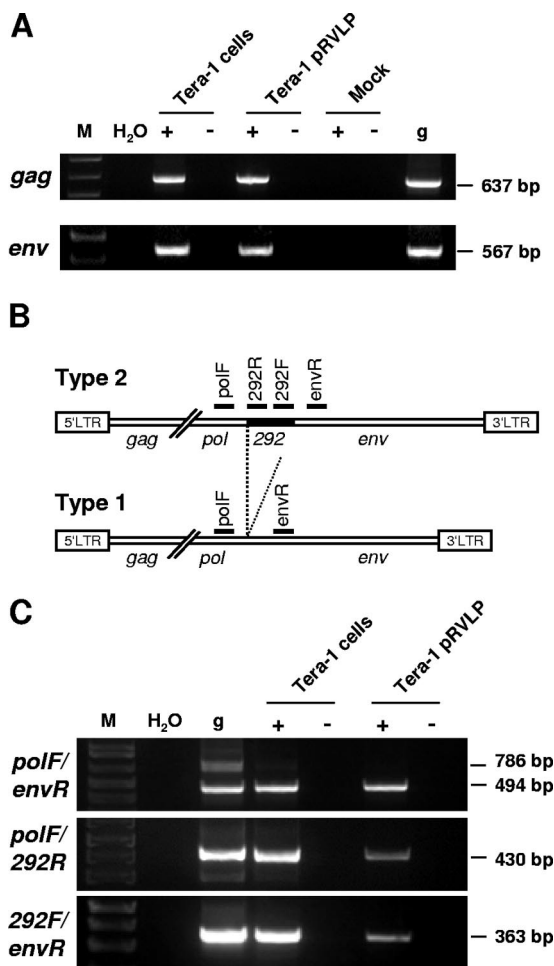 A
Tera-1 cells
Tera-1 pRVLP
Mock
M H₂O + - + - + - g
gag
637 bp
env
567 bp
B
polF
292R
292F
envR
Type 2
5'LTR
3'LTR
gag pol 292 env
polF
envR
Type 1
5'LTR
3'LTR
gag pol env
C
Tera-1 cells
Tera-1 pRVLP
M H₂O g + - + -
polF/
envR
786 bp
494 bp
polF/
292R
430 bp
292F/
envR
363 bp